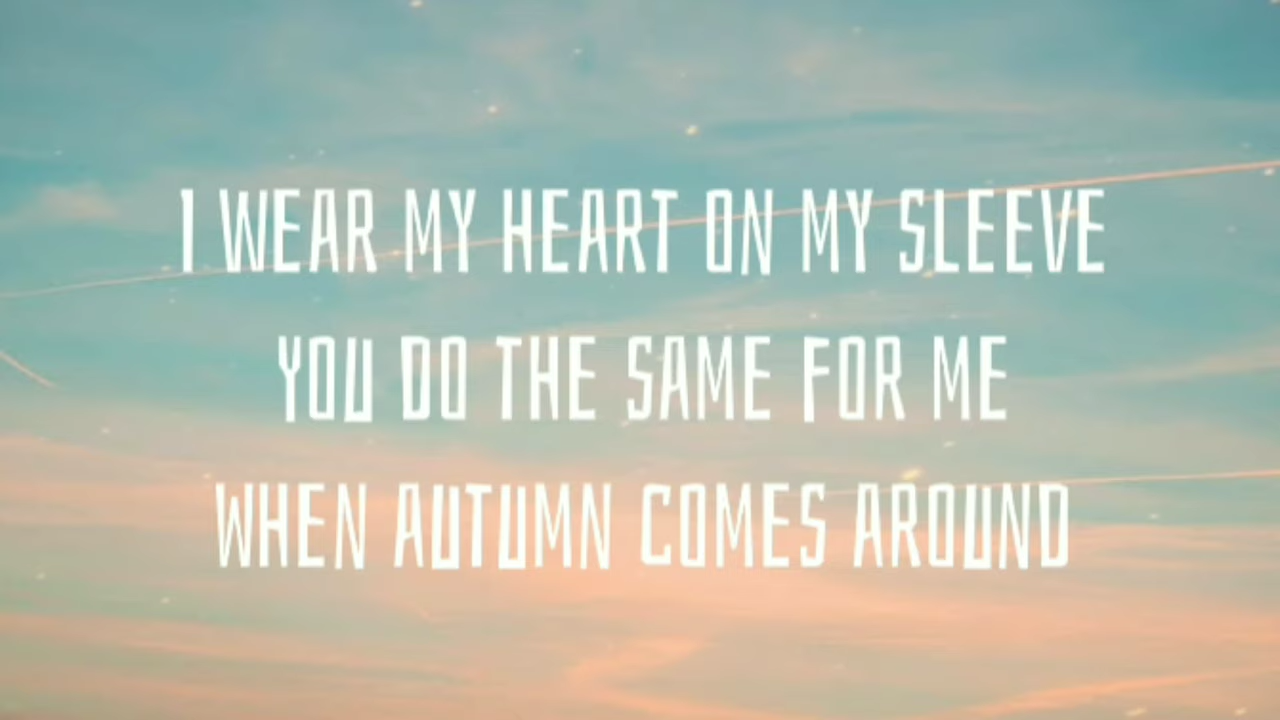 I WEAR MY HEART ON MY SLEEVE
YOU DO THE SAME FOR ME
WHEN AUTUMN COMES AROUND